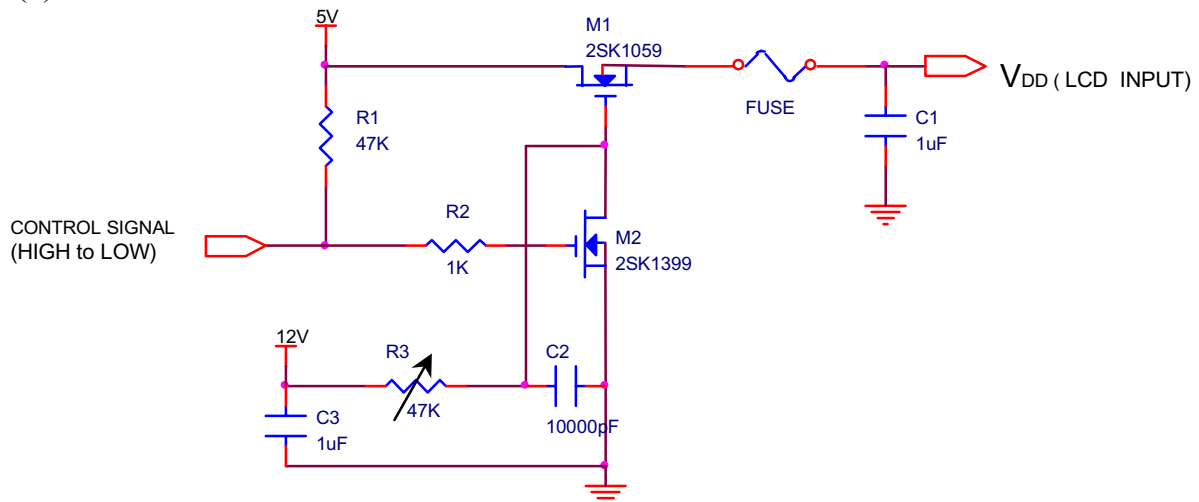 5V
M1
2SK1059
VDD ( LCD INPUT)
FUSE
R1
47K
C1
1uF
CONTROL SIGNAL
(HIGH to LOW)
R2
1K
M2
2SK1399
12V
R3
47K
C2
10000pF
C3
1uF